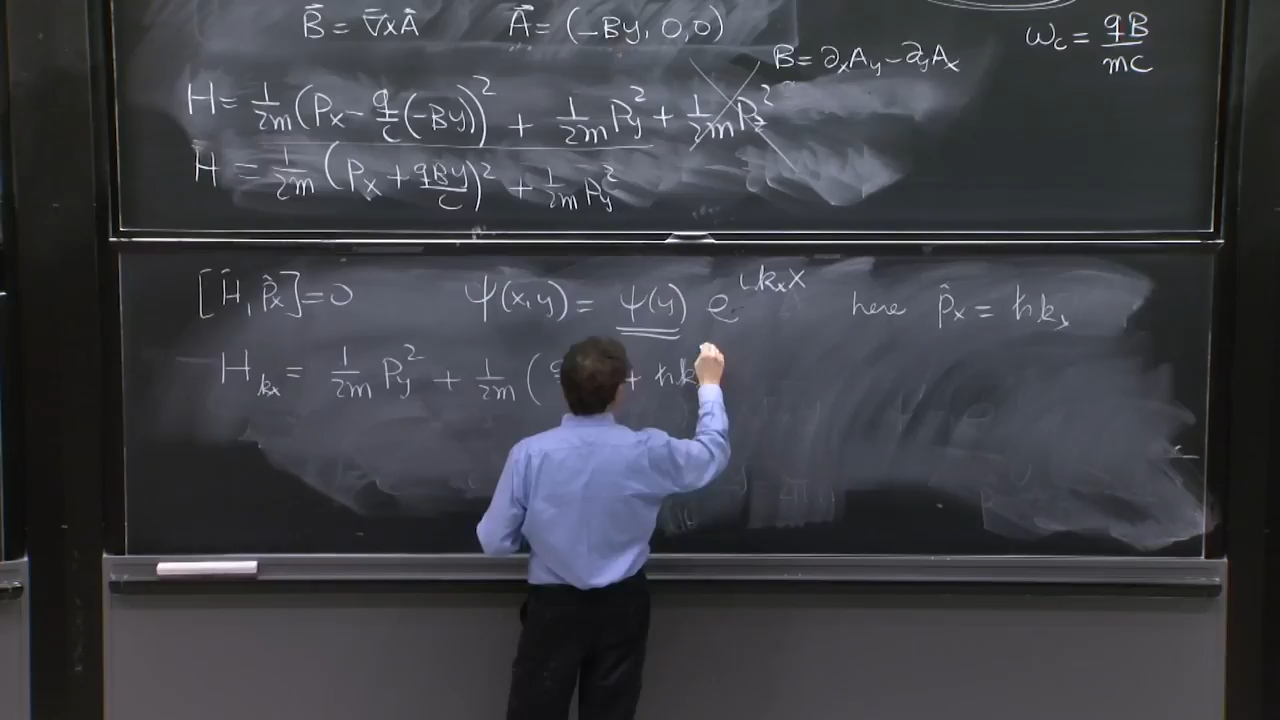 B⃗ = ∇⃗×A⃗   A⃗ = (−By, 0, 0)
B = ∂ₓA_y − ∂_yAₓ
ω_c = qB/mc
H = 1/2m (Pₓ − q/c(−By))² + 1/2m P_y² + 1/2m P_z²
H = 1/2m (Pₓ + qBy/c)² + 1/2m P_y²
[H, p̂ₓ] = 0   ψ(x,y) = ψ(y) e^{ikₓx}   here p̂ₓ = ħkₓ
H_{kₓ} = 1/2m P_y² + 1/2m ( + ħk